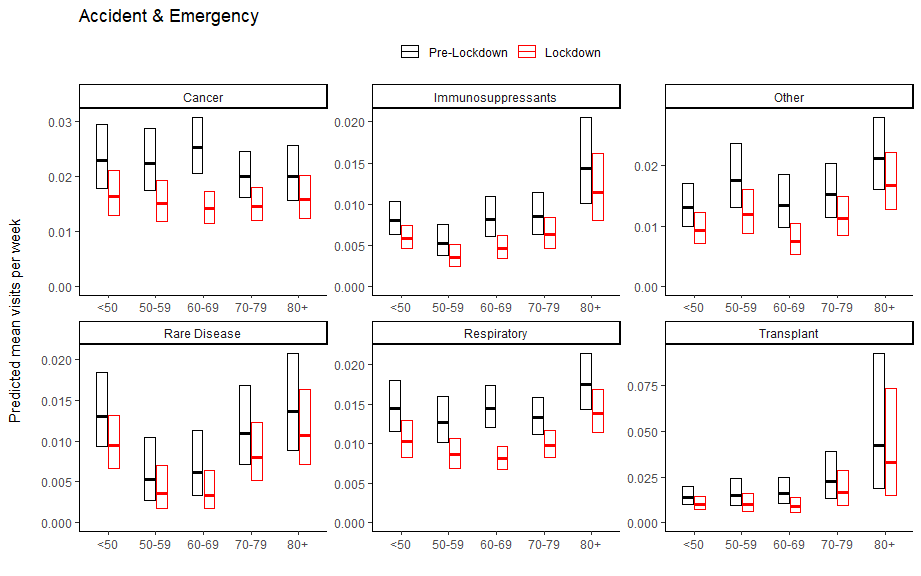 Accident & Emergency
Pre-Lockdown Lockdown
Predicted mean visits per week
Cancer Immunosuppressants Other
0.03
0.02
0.01
0.00
0.020
0.015
0.010
0.005
0.000
0.02
0.01
0.00
<50 50-59 60-69 70-79 80+
<50 50-59 60-69 70-79 80+
<50 50-59 60-69 70-79 80+
Rare Disease Respiratory Transplant
0.020
0.015
0.010
0.005
0.000
0.020
0.015
0.010
0.005
0.000
0.075
0.050
0.025
0.000
<50 50-59 60-69 70-79 80+
<50 50-59 60-69 70-79 80+
<50 50-59 60-69 70-79 80+